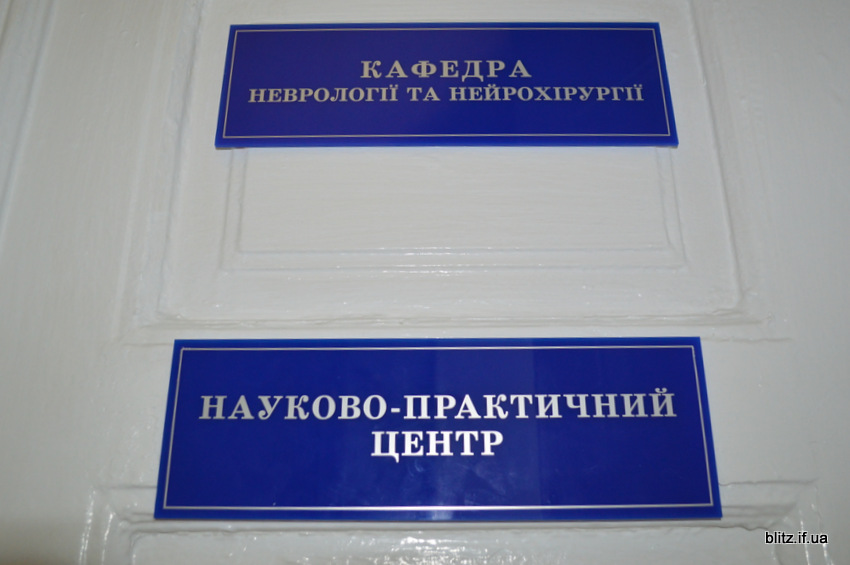 КАФЕДРА
НЕВРОЛОГІЇ ТА НЕЙРОХІРУРГІЇ
НАУКОВО-ПРАКТИЧНИЙ
ЦЕНТР
blitz.if.ua